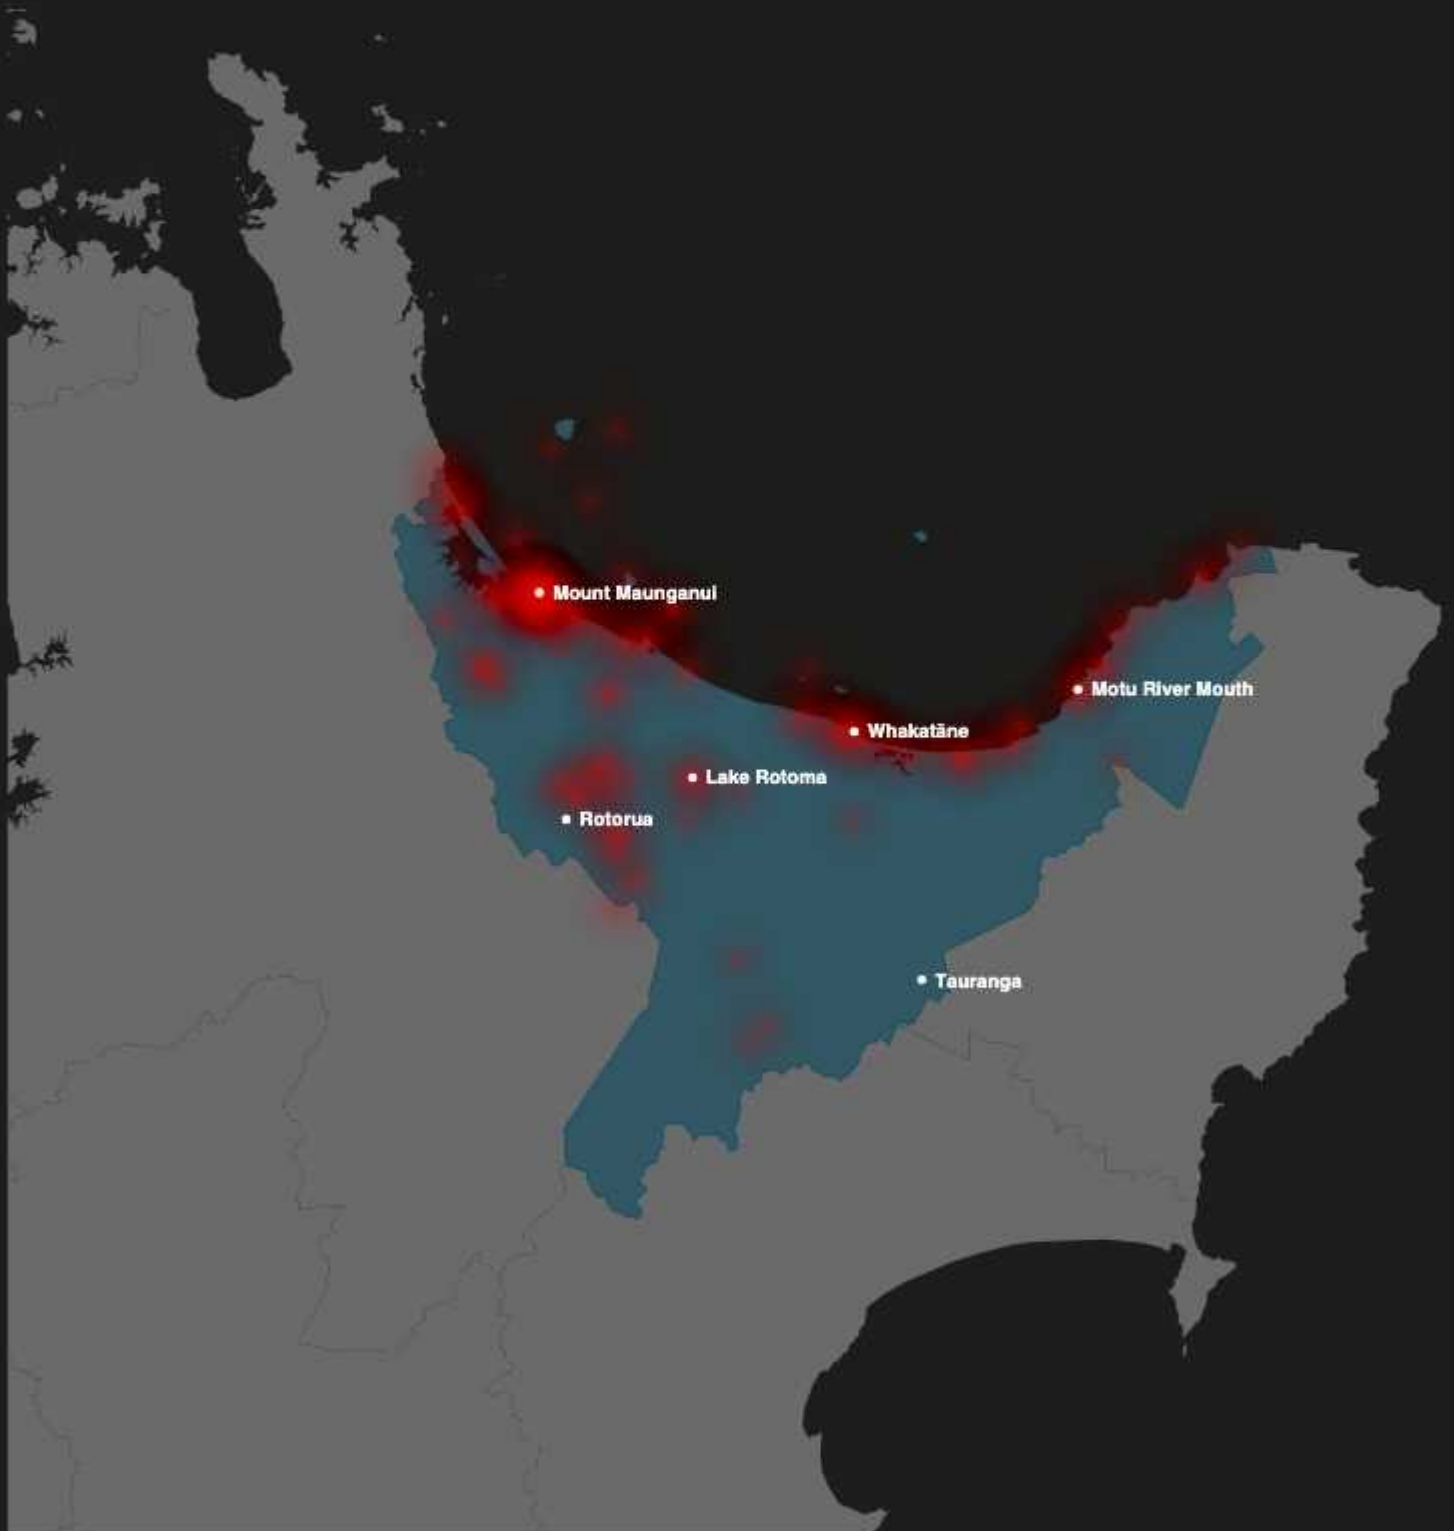 Mount Maunganui
Motu River Mouth
Whakatāne
Lake Rotoma
Rotorua
Tauranga